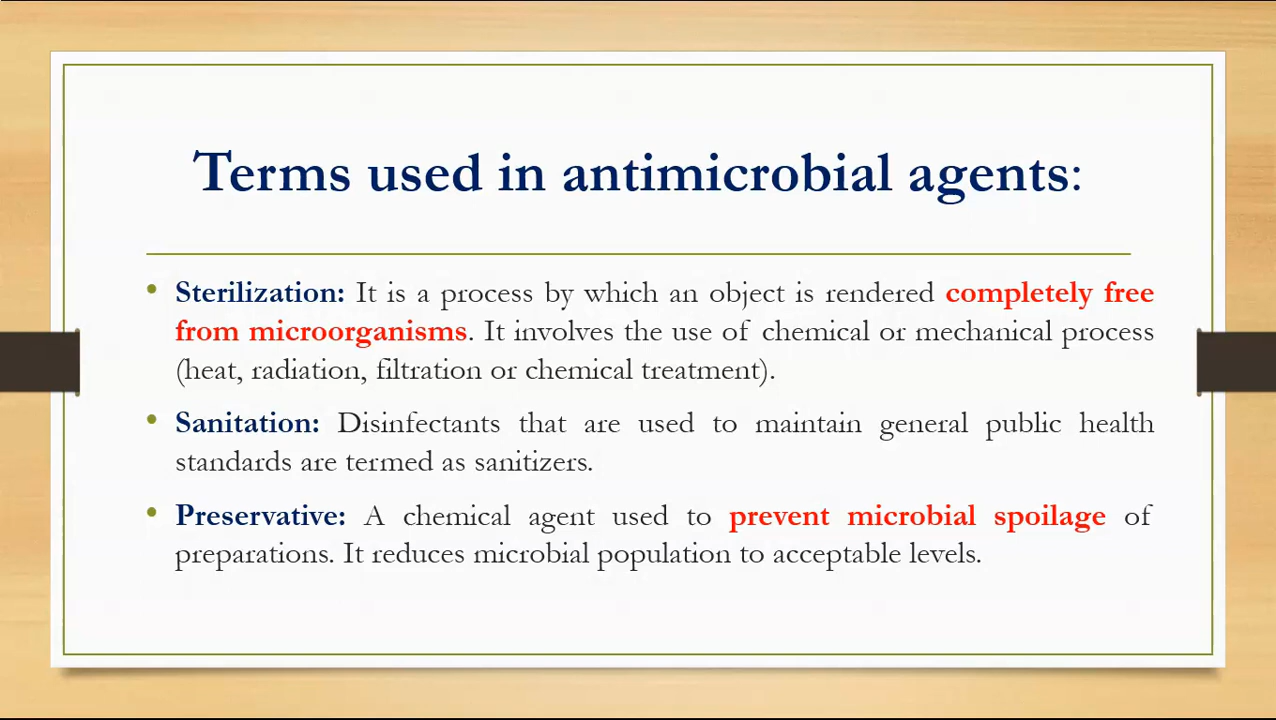 Terms used in antimicrobial agents:
• Sterilization: It is a process by which an object is rendered completely free
from microorganisms. It involves the use of chemical or mechanical process
(heat, radiation, filtration or chemical treatment).
• Sanitation: Disinfectants that are used to maintain general public health
standards are termed as sanitizers.
• Preservative: A chemical agent used to prevent microbial spoilage of
preparations. It reduces microbial population to acceptable levels.